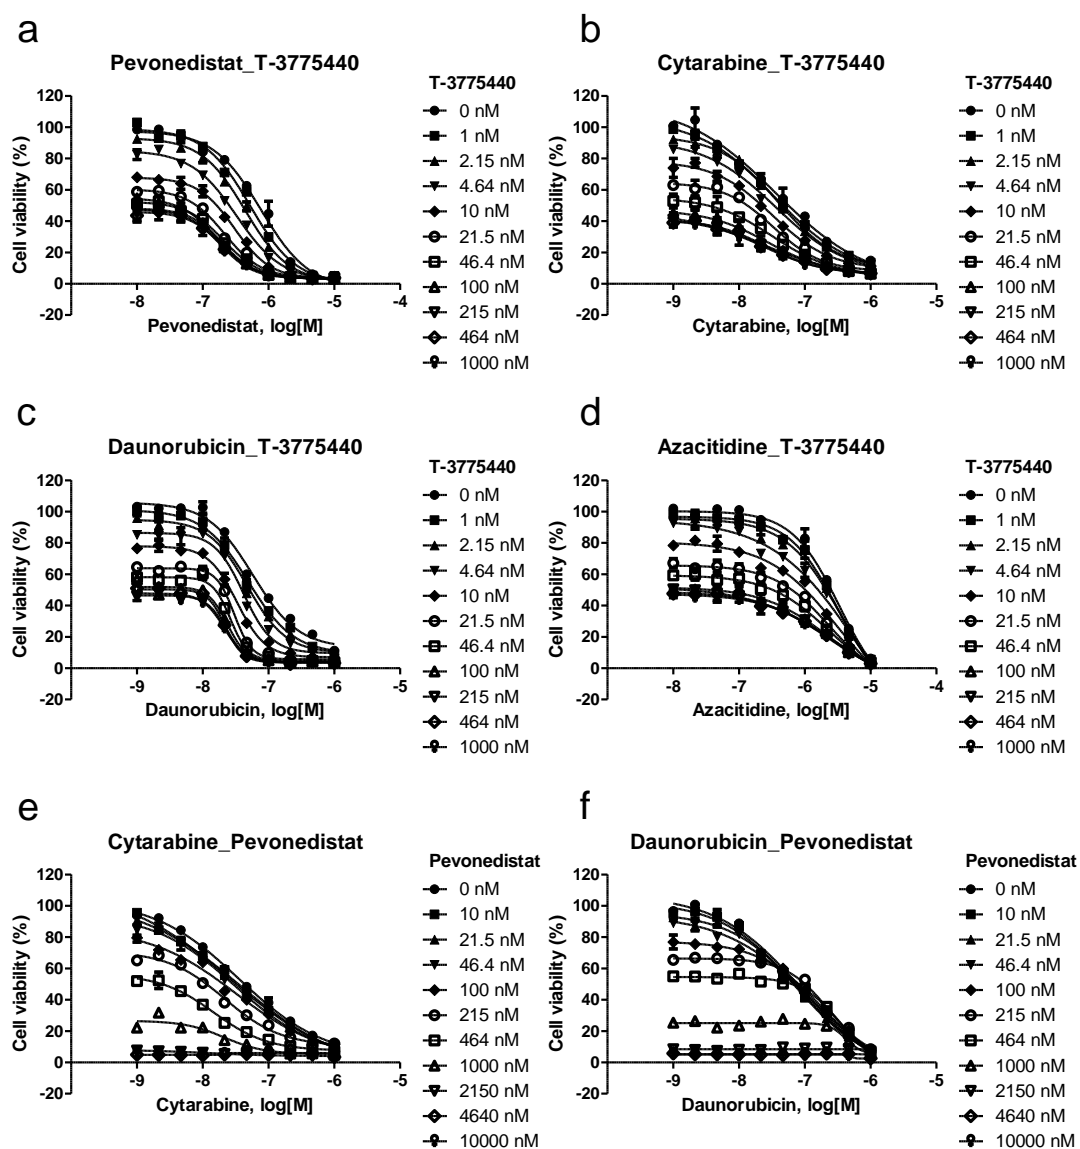 a
Pevonedistat_T-3775440
Cell viability (%)
120
100
80
60
40
20
0
-20
-8
-7
-6
-5
-4
Pevonedistat, log[M]
T-3775440
0 nM
1 nM
2.15 nM
4.64 nM
10 nM
21.5 nM
46.4 nM
100 nM
215 nM
464 nM
1000 nM
b
Cytarabine_T-3775440
Cell viability (%)
120
100
80
60
40
20
0
-20
-9
-8
-7
-6
-5
Cytarabine, log[M]
T-3775440
0 nM
1 nM
2.15 nM
4.64 nM
10 nM
21.5 nM
46.4 nM
100 nM
215 nM
464 nM
1000 nM
c
Daunorubicin_T-3775440
Cell viability (%)
120
100
80
60
40
20
0
-20
-9
-8
-7
-6
-5
Daunorubicin, log[M]
T-3775440
0 nM
1 nM
2.15 nM
4.64 nM
10 nM
21.5 nM
46.4 nM
100 nM
215 nM
464 nM
1000 nM
d
Azacitidine_T-3775440
Cell viability (%)
120
100
80
60
40
20
0
-20
-8
-7
-6
-5
-4
Azacitidine, log[M]
T-3775440
0 nM
1 nM
2.15 nM
4.64 nM
10 nM
21.5 nM
46.4 nM
100 nM
215 nM
464 nM
1000 nM
e
Cytarabine_Pevonedistat
Cell viability (%)
120
100
80
60
40
20
0
-20
-9
-8
-7
-6
-5
Cytarabine, log[M]
Pevonedistat
0 nM
10 nM
21.5 nM
46.4 nM
100 nM
215 nM
464 nM
1000 nM
2150 nM
4640 nM
10000 nM
f
Daunorubicin_Pevonedistat
Cell viability (%)
120
100
80
60
40
20
0
-20
-9
-8
-7
-6
-5
Daunorubicin, log[M]
Pevonedistat
0 nM
10 nM
21.5 nM
46.4 nM
100 nM
215 nM
464 nM
1000 nM
2150 nM
4640 nM
10000 nM